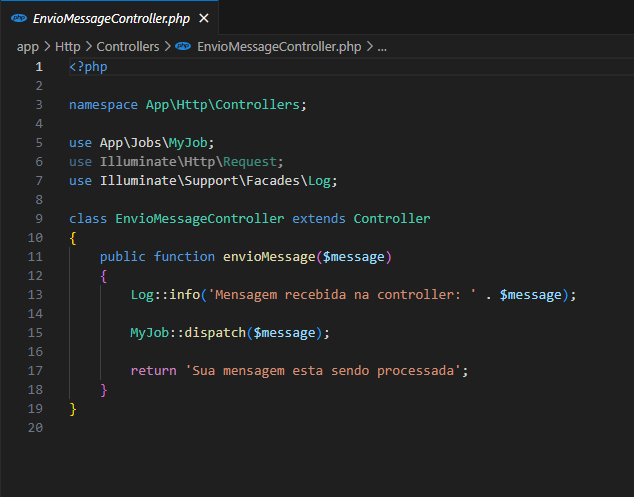 EnvioMessageController.php ×
app > Http > Controllers > EnvioMessageController.php > ...
1 <?php
2
3 namespace App\Http\Controllers;
4
5 use App\Jobs\MyJob;
6 use Illuminate\Http\Request;
7 use Illuminate\Support\Facades\Log;
8
9 class EnvioMessageController extends Controller
10 {
11     public function envioMessage($message)
12     {
13         Log::info('Mensagem recebida na controller: ' . $message);
14
15         MyJob::dispatch($message);
16
17         return 'Sua mensagem esta sendo processada';
18     }
19 }
20